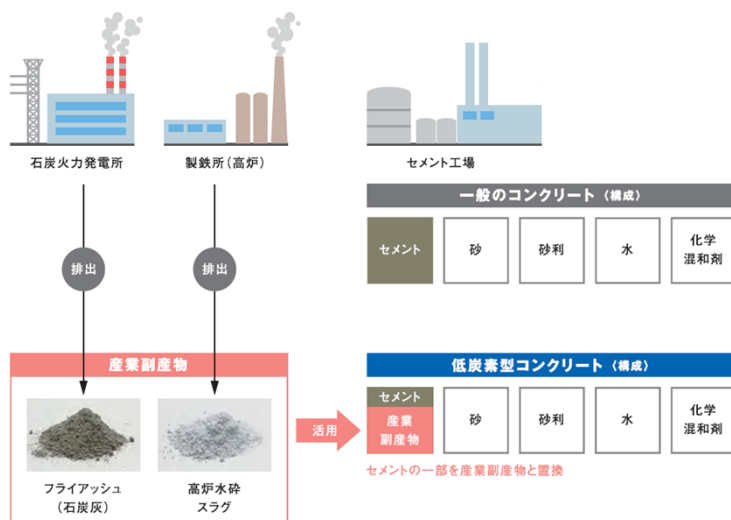 石炭火力発電所
製鉄所(高炉)
セメント工場
排出
排出
産業副産物
フライアッシュ
(石炭灰)
高炉水砕
スラグ
活用
一般のコンクリート〈構成〉
セメント
砂
砂利
水
化学
混和剤
低炭素型コンクリート〈構成〉
セメント
産業
副産物
砂
砂利
水
化学
混和剤
セメントの一部を産業副産物と置換